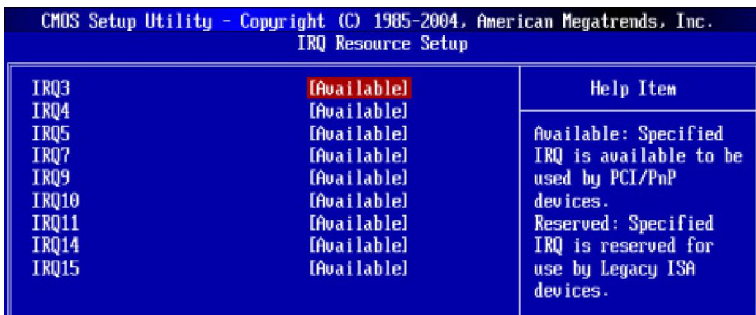 CMOS Setup Utility - Copyright (C) 1985-2004, American Megatrends, Inc.
IRQ Resource Setup
IRQ3 [Available]
IRQ4 [Available]
IRQ5 [Available]
IRQ7 [Available]
IRQ9 [Available]
IRQ10 [Available]
IRQ11 [Available]
IRQ14 [Available]
IRQ15 [Available]
Help Item
Available: Specified
IRQ is available to be
used by PCI/PnP
devices.
Reserved: Specified
IRQ is reserved for
use by Legacy ISA
devices.